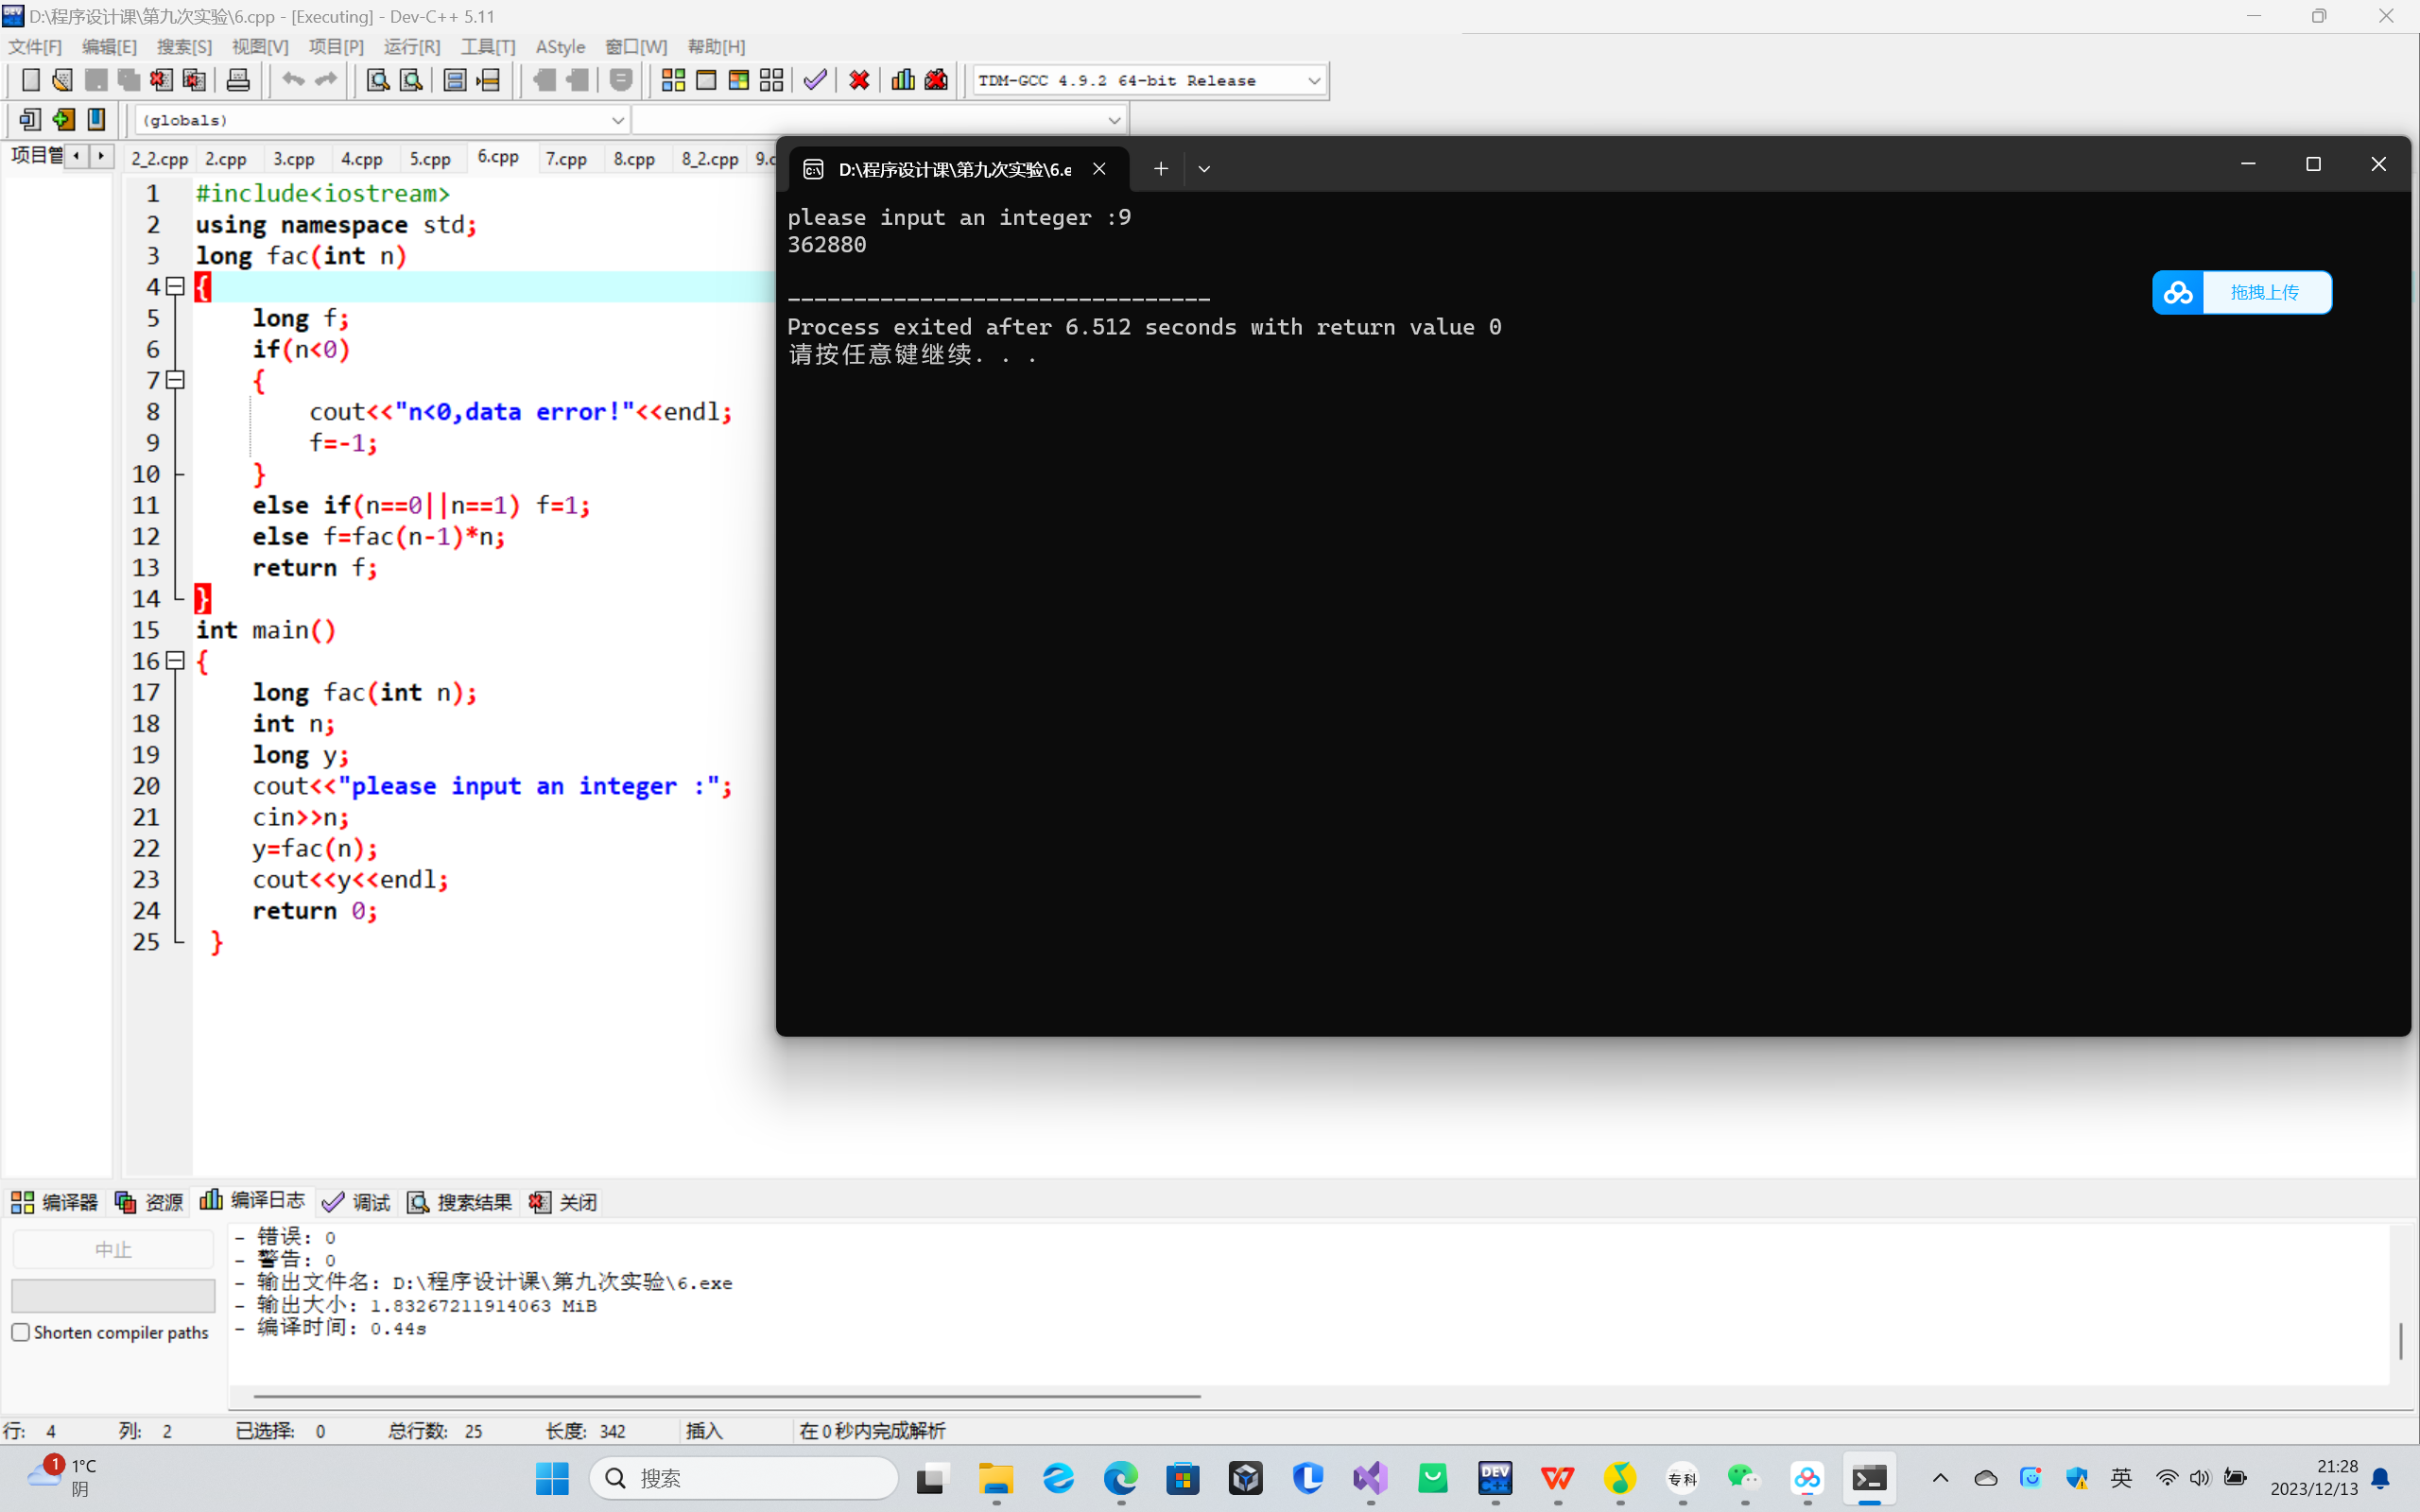 D:\程序设计课\第九次实验\6.cpp - [Executing] - Dev-C++ 5.11
文件[F] 编辑[E] 搜索[S] 视图[V] 项目[P] 运行[R] 工具[T] AStyle 窗口[W] 帮助[H]
TDM-GCC 4.9.2 64-bit Release
(globals)
项目管 2_2.cpp 2.cpp 3.cpp 4.cpp 5.cpp 6.cpp 7.cpp 8.cpp 8_2.cpp 9.c
1 #include<iostream>
2 using namespace std;
3 long fac(int n)
4 {
5 long f;
6 if(n<0)
7 {
8 cout<<"n<0,data error!"<<endl;
9 f=-1;
10 }
11 else if(n==0||n==1) f=1;
12 else f=fac(n-1)*n;
13 return f;
14 }
15 int main()
16 {
17 long fac(int n);
18 int n;
19 long y;
20 cout<<"please input an integer :";
21 cin>>n;
22 y=fac(n);
23 cout<<y<<endl;
24 return 0;
25 }
D:\程序设计课\第九次实验\6.e
please input an integer :9
362880
--------------------------------
Process exited after 6.512 seconds with return value 0
请按任意键继续. . .
拖拽上传
编译器 资源 编译日志 调试 搜索结果 关闭
中止
Shorten compiler paths
- 错误: 0
- 警告: 0
- 输出文件名: D:\程序设计课\第九次实验\6.exe
- 输出大小: 1.83267211914063 MiB
- 编译时间: 0.44s
行: 4 列: 2 已选择: 0 总行数: 25 长度: 342 插入 在 0 秒内完成解析
1
1°C
阴
搜索
DEV C++
专科
英
21:28
2023/12/13